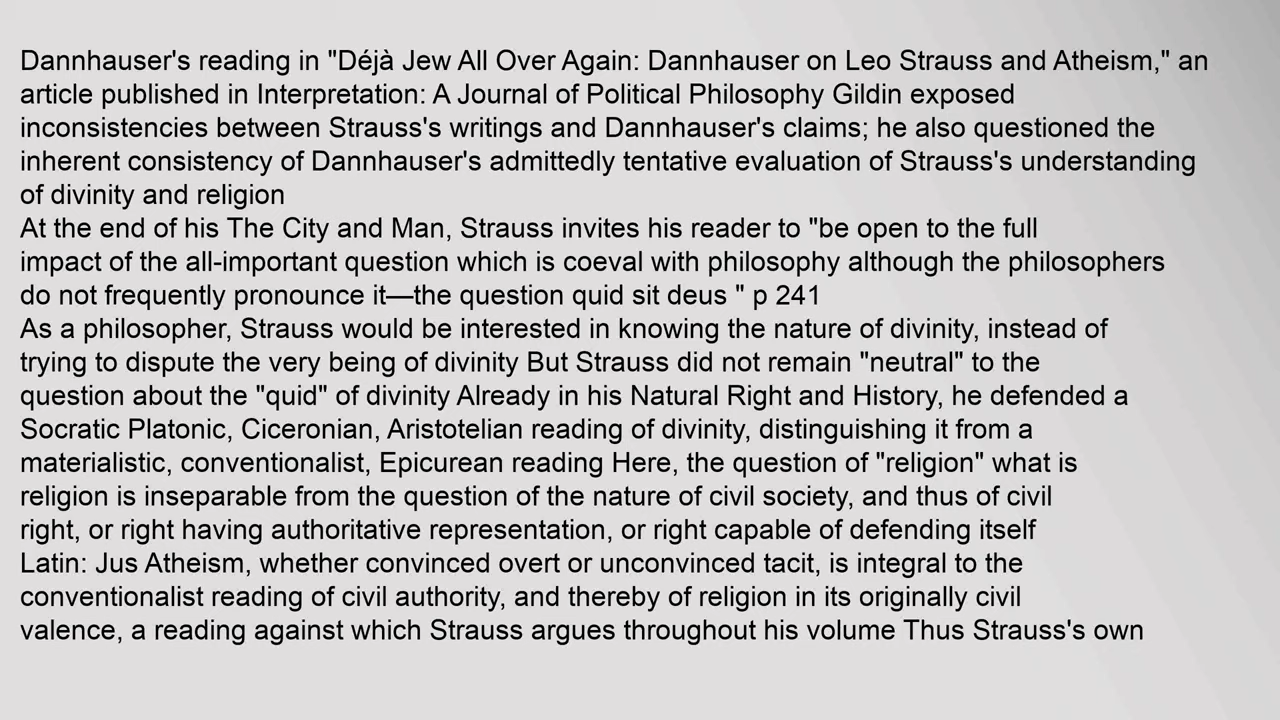 Dannhauser's reading in "Déjà Jew All Over Again: Dannhauser on Leo Strauss and Atheism," an
article published in Interpretation: A Journal of Political Philosophy Gildin exposed
inconsistencies between Strauss's writings and Dannhauser's claims; he also questioned the
inherent consistency of Dannhauser's admittedly tentative evaluation of Strauss's understanding
of divinity and religion
At the end of his The City and Man, Strauss invites his reader to "be open to the full
impact of the all-important question which is coeval with philosophy although the philosophers
do not frequently pronounce it—the question quid sit deus " p 241
As a philosopher, Strauss would be interested in knowing the nature of divinity, instead of
trying to dispute the very being of divinity But Strauss did not remain "neutral" to the
question about the "quid" of divinity Already in his Natural Right and History, he defended a
Socratic Platonic, Ciceronian, Aristotelian reading of divinity, distinguishing it from a
materialistic, conventionalist, Epicurean reading Here, the question of "religion" what is
religion is inseparable from the question of the nature of civil society, and thus of civil
right, or right having authoritative representation, or right capable of defending itself
Latin: Jus Atheism, whether convinced overt or unconvinced tacit, is integral to the
conventionalist reading of civil authority, and thereby of religion in its originally civil
valence, a reading against which Strauss argues throughout his volume Thus Strauss's own